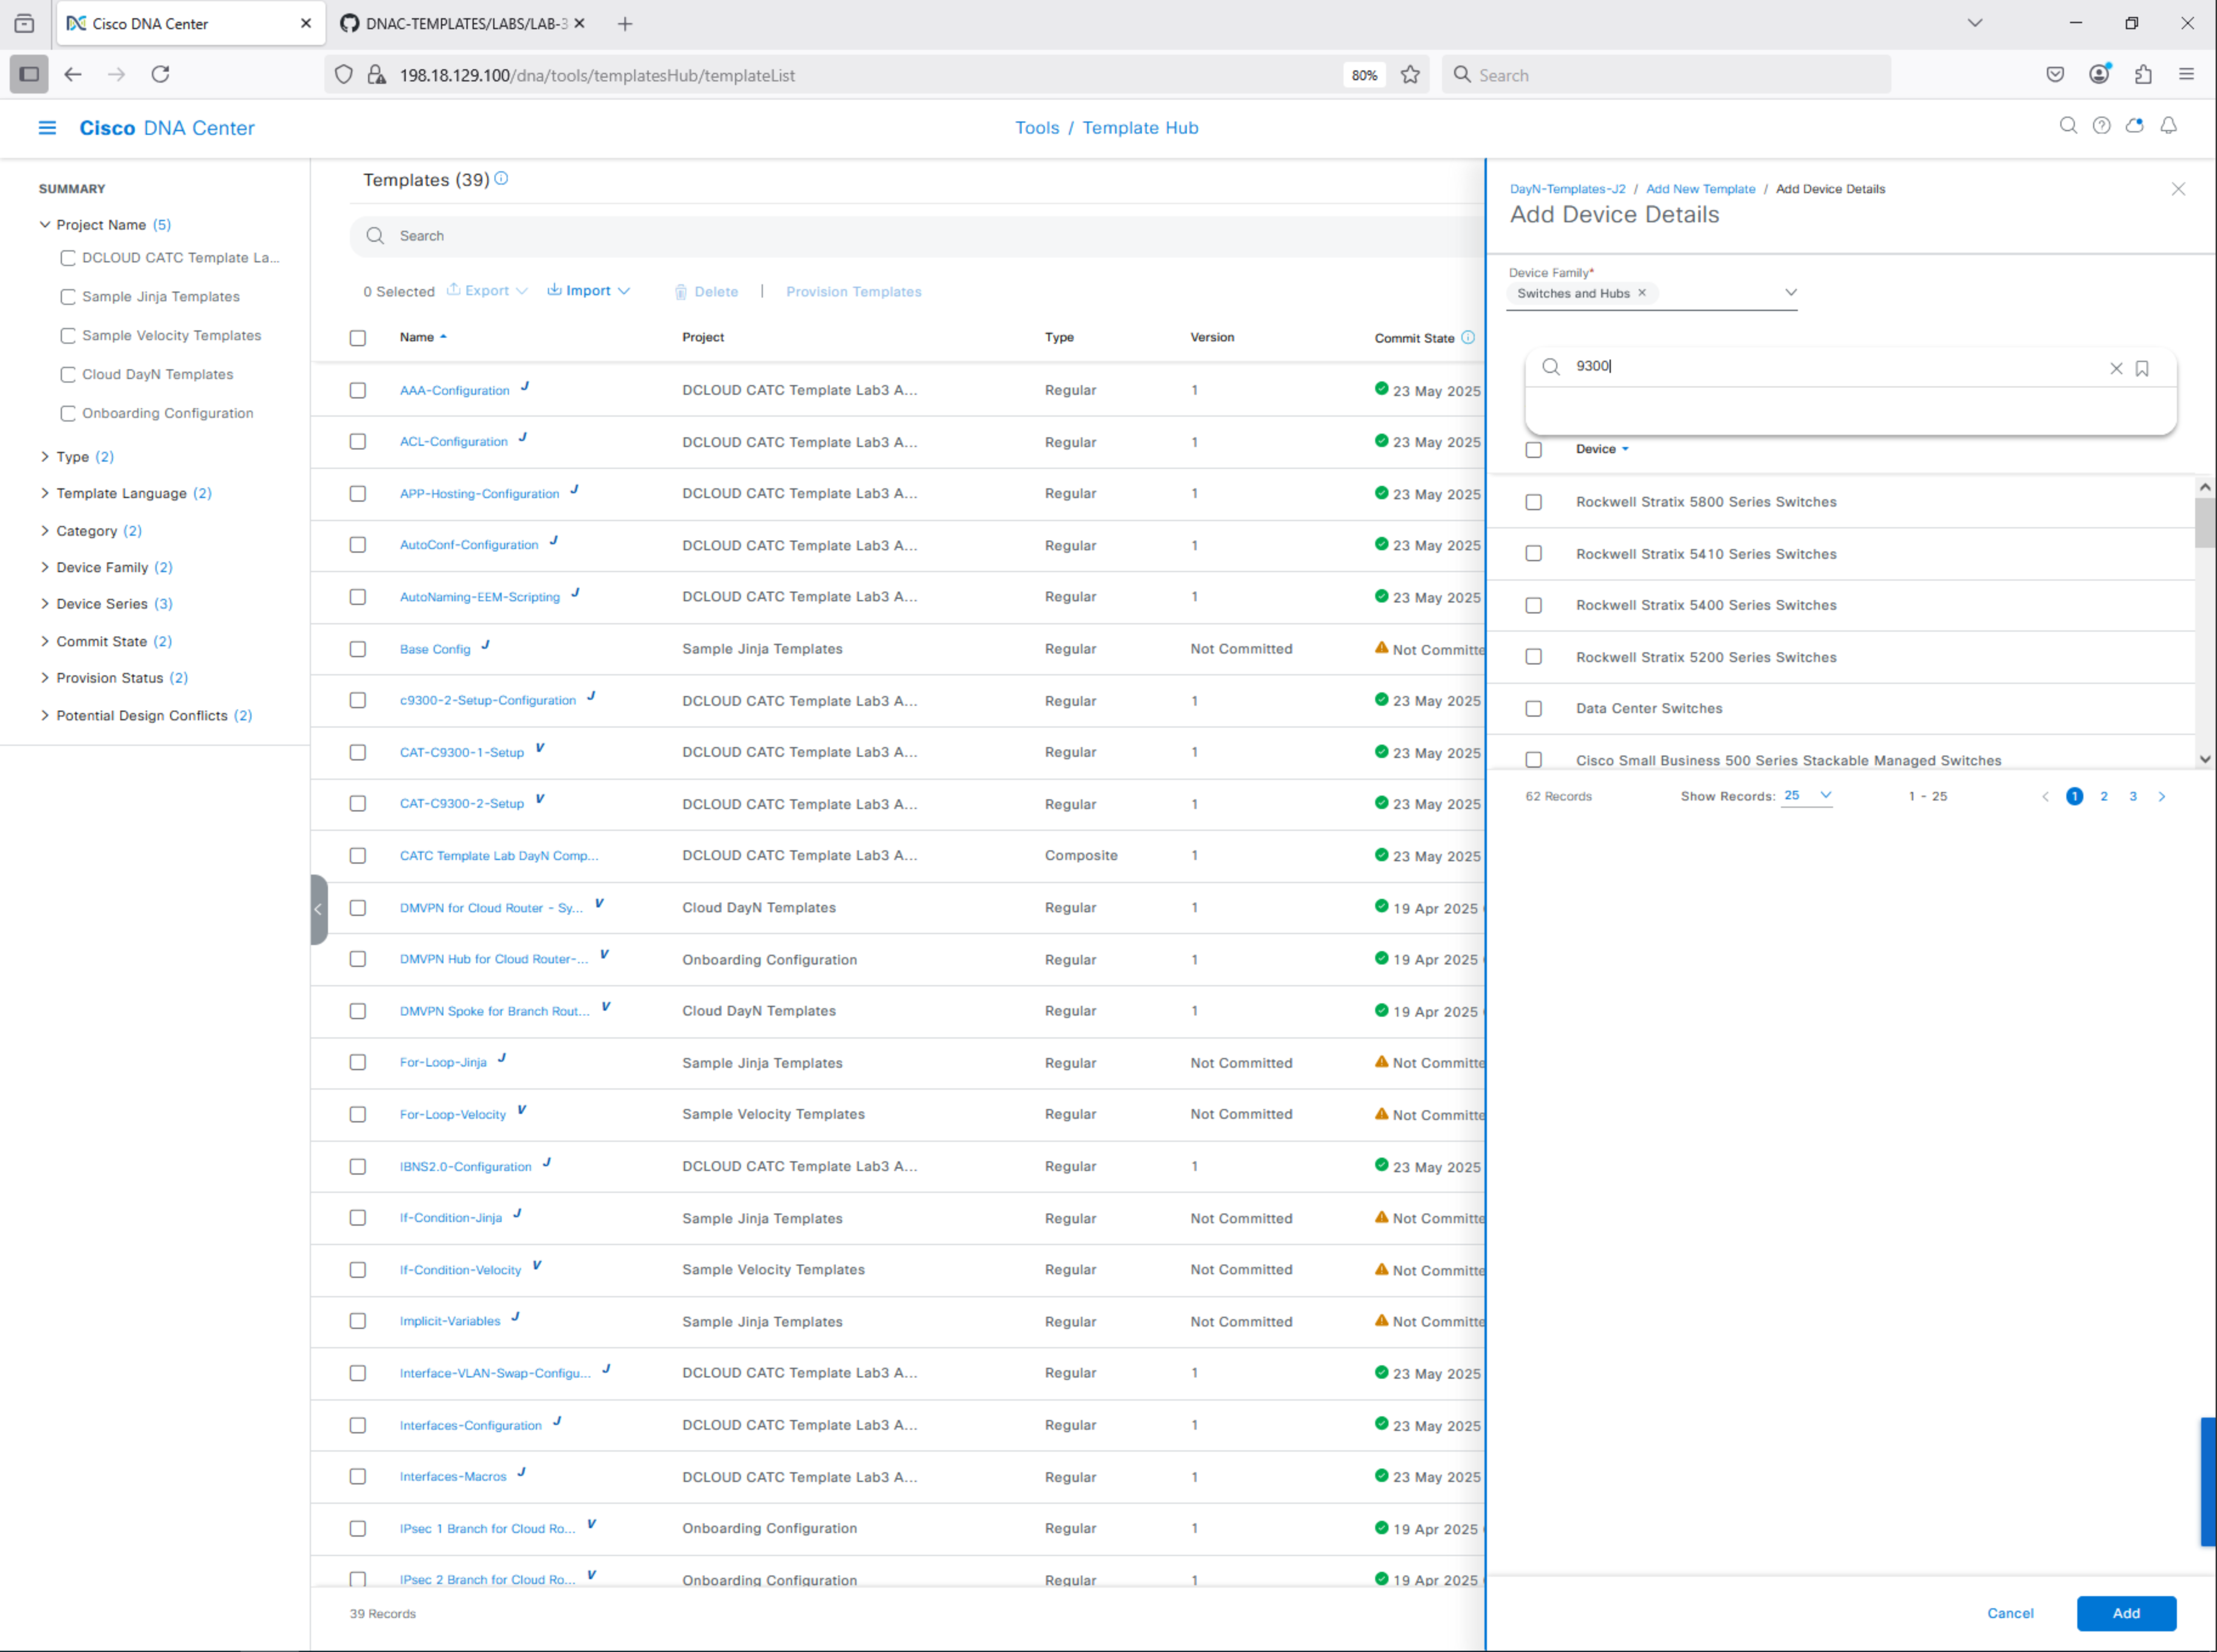 Cisco DNA Center
DNAC-TEMPLATES/LABS/LAB-3
198.18.129.100/dna/tools/templatesHub/templateList
80%
Search
Cisco DNA Center
Tools / Template Hub
SUMMARY
Project Name (5)
DCLOUD CATC Template La...
Sample Jinja Templates
Sample Velocity Templates
Cloud DayN Templates
Onboarding Configuration
Type (2)
Template Language (2)
Category (2)
Device Family (2)
Device Series (3)
Commit State (2)
Provision Status (2)
Potential Design Conflicts (2)
Templates (39)
Search
0 Selected Export Import Delete | Provision Templates
Name Project Type Version Commit State
AAA-Configuration J DCLOUD CATC Template Lab3 A... Regular 1 23 May 2025
ACL-Configuration J DCLOUD CATC Template Lab3 A... Regular 1 23 May 2025
APP-Hosting-Configuration J DCLOUD CATC Template Lab3 A... Regular 1 23 May 2025
AutoConf-Configuration J DCLOUD CATC Template Lab3 A... Regular 1 23 May 2025
AutoNaming-EEM-Scripting J DCLOUD CATC Template Lab3 A... Regular 1 23 May 2025
Base Config J Sample Jinja Templates Regular Not Committed Not Committe
c9300-2-Setup-Configuration J DCLOUD CATC Template Lab3 A... Regular 1 23 May 2025
CAT-C9300-1-Setup V DCLOUD CATC Template Lab3 A... Regular 1 23 May 2025
CAT-C9300-2-Setup V DCLOUD CATC Template Lab3 A... Regular 1 23 May 2025
CATC Template Lab DayN Comp... DCLOUD CATC Template Lab3 A... Composite 1 23 May 2025
DMVPN for Cloud Router - Sy... V Cloud DayN Templates Regular 1 19 Apr 2025
DMVPN Hub for Cloud Router-... V Onboarding Configuration Regular 1 19 Apr 2025
DMVPN Spoke for Branch Rout... V Cloud DayN Templates Regular 1 19 Apr 2025
For-Loop-Jinja J Sample Jinja Templates Regular Not Committed Not Committe
For-Loop-Velocity V Sample Velocity Templates Regular Not Committed Not Committe
IBNS2.0-Configuration J DCLOUD CATC Template Lab3 A... Regular 1 23 May 2025
If-Condition-Jinja J Sample Jinja Templates Regular Not Committed Not Committe
If-Condition-Velocity V Sample Velocity Templates Regular Not Committed Not Committe
Implicit-Variables J Sample Jinja Templates Regular Not Committed Not Committe
Interface-VLAN-Swap-Configu... J DCLOUD CATC Template Lab3 A... Regular 1 23 May 2025
Interfaces-Configuration J DCLOUD CATC Template Lab3 A... Regular 1 23 May 2025
Interfaces-Macros J DCLOUD CATC Template Lab3 A... Regular 1 23 May 2025
IPsec 1 Branch for Cloud Ro... V Onboarding Configuration Regular 1 19 Apr 2025
IPsec 2 Branch for Cloud Ro... V Onboarding Configuration Regular 1 19 Apr 2025
39 Records
DayN-Templates-J2 / Add New Template / Add Device Details
Add Device Details
Device Family*
Switches and Hubs
9300
Device
Rockwell Stratix 5800 Series Switches
Rockwell Stratix 5410 Series Switches
Rockwell Stratix 5400 Series Switches
Rockwell Stratix 5200 Series Switches
Data Center Switches
Cisco Small Business 500 Series Stackable Managed Switches
62 Records Show Records: 25 1 - 25 1 2 3
Cancel Add